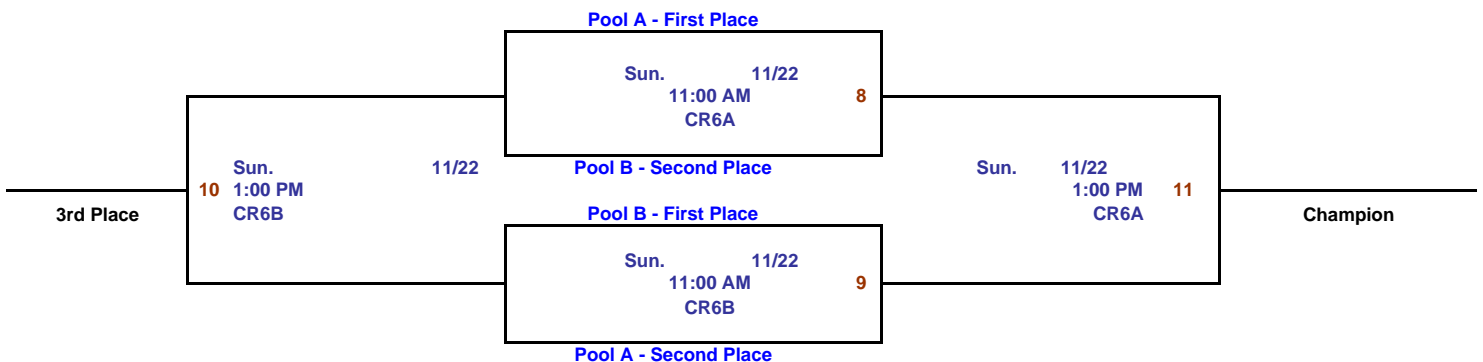 Pool A - First Place
Sun. 11/22
11:00 AM 8
CR6A
Pool B - Second Place
Sun. 11/22
10 1:00 PM
CR6B
3rd Place
Sun. 11/22
1:00 PM 11
CR6A
Champion
Pool B - First Place
Sun. 11/22
11:00 AM 9
CR6B
Pool A - Second Place